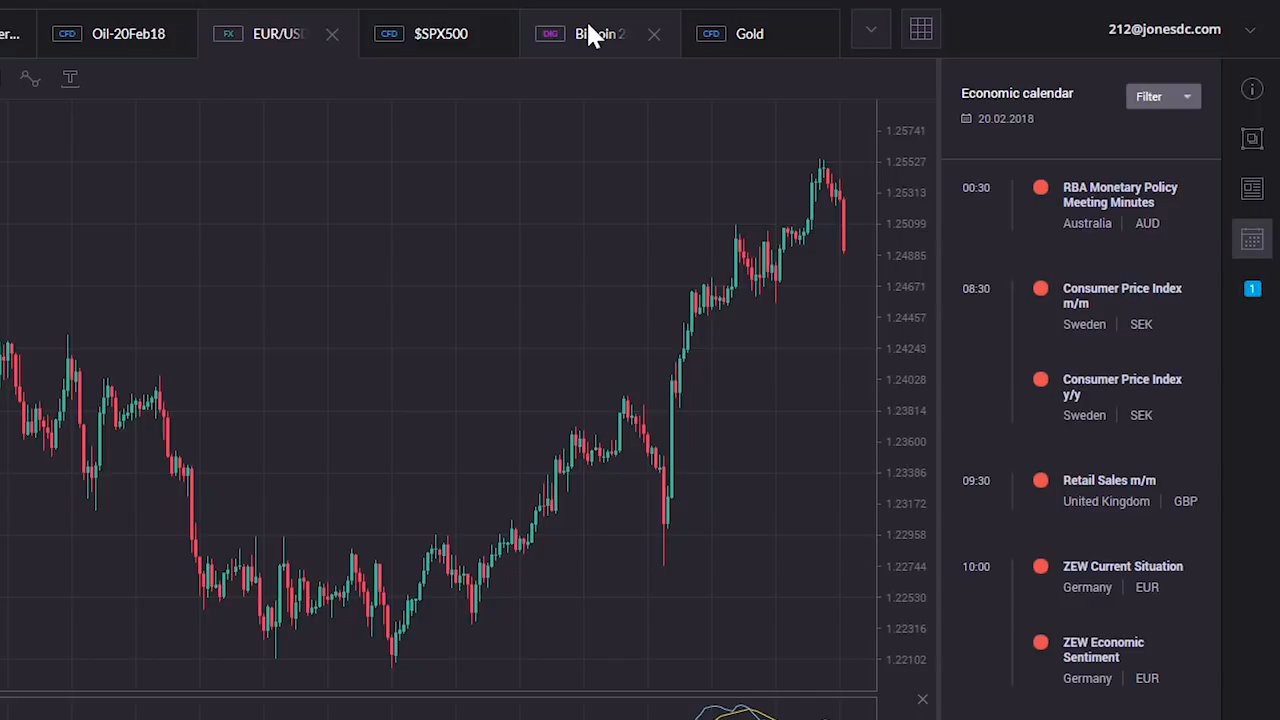 er...
CFD Oil-20Feb18
FX EUR/USD
CFD $SPX500
DIG 2
CFD Gold
212@jonesdc.com
Economic calendar
Filter
20.02.2018
00:30
RBA Monetary Policy
Meeting Minutes
Australia | AUD
08:30
Consumer Price Index
m/m
Sweden | SEK
Consumer Price Index
y/y
Sweden | SEK
09:30
Retail Sales m/m
United Kingdom | GBP
10:00
ZEW Current Situation
Germany | EUR
ZEW Economic
Sentiment
Germany | EUR
1
1.25741
1.25527
1.25313
1.25099
1.24885
1.24671
1.24457
1.24243
1.24028
1.23814
1.23600
1.23386
1.23172
1.22958
1.22744
1.22530
1.22316
1.22102